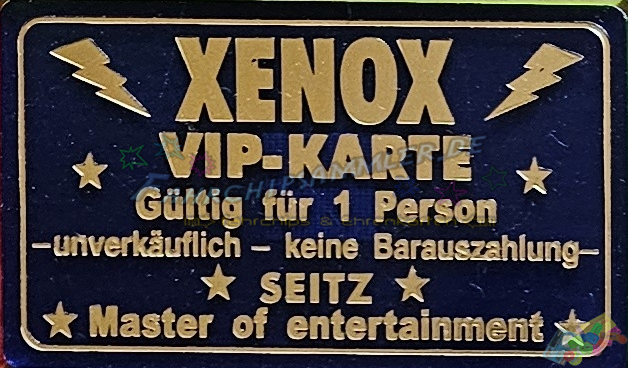 XENOX
VIP-KARTE
Gültig für 1 Person
-unverkäuflich - keine Barauszahlung-
SEITZ
Master of entertainment